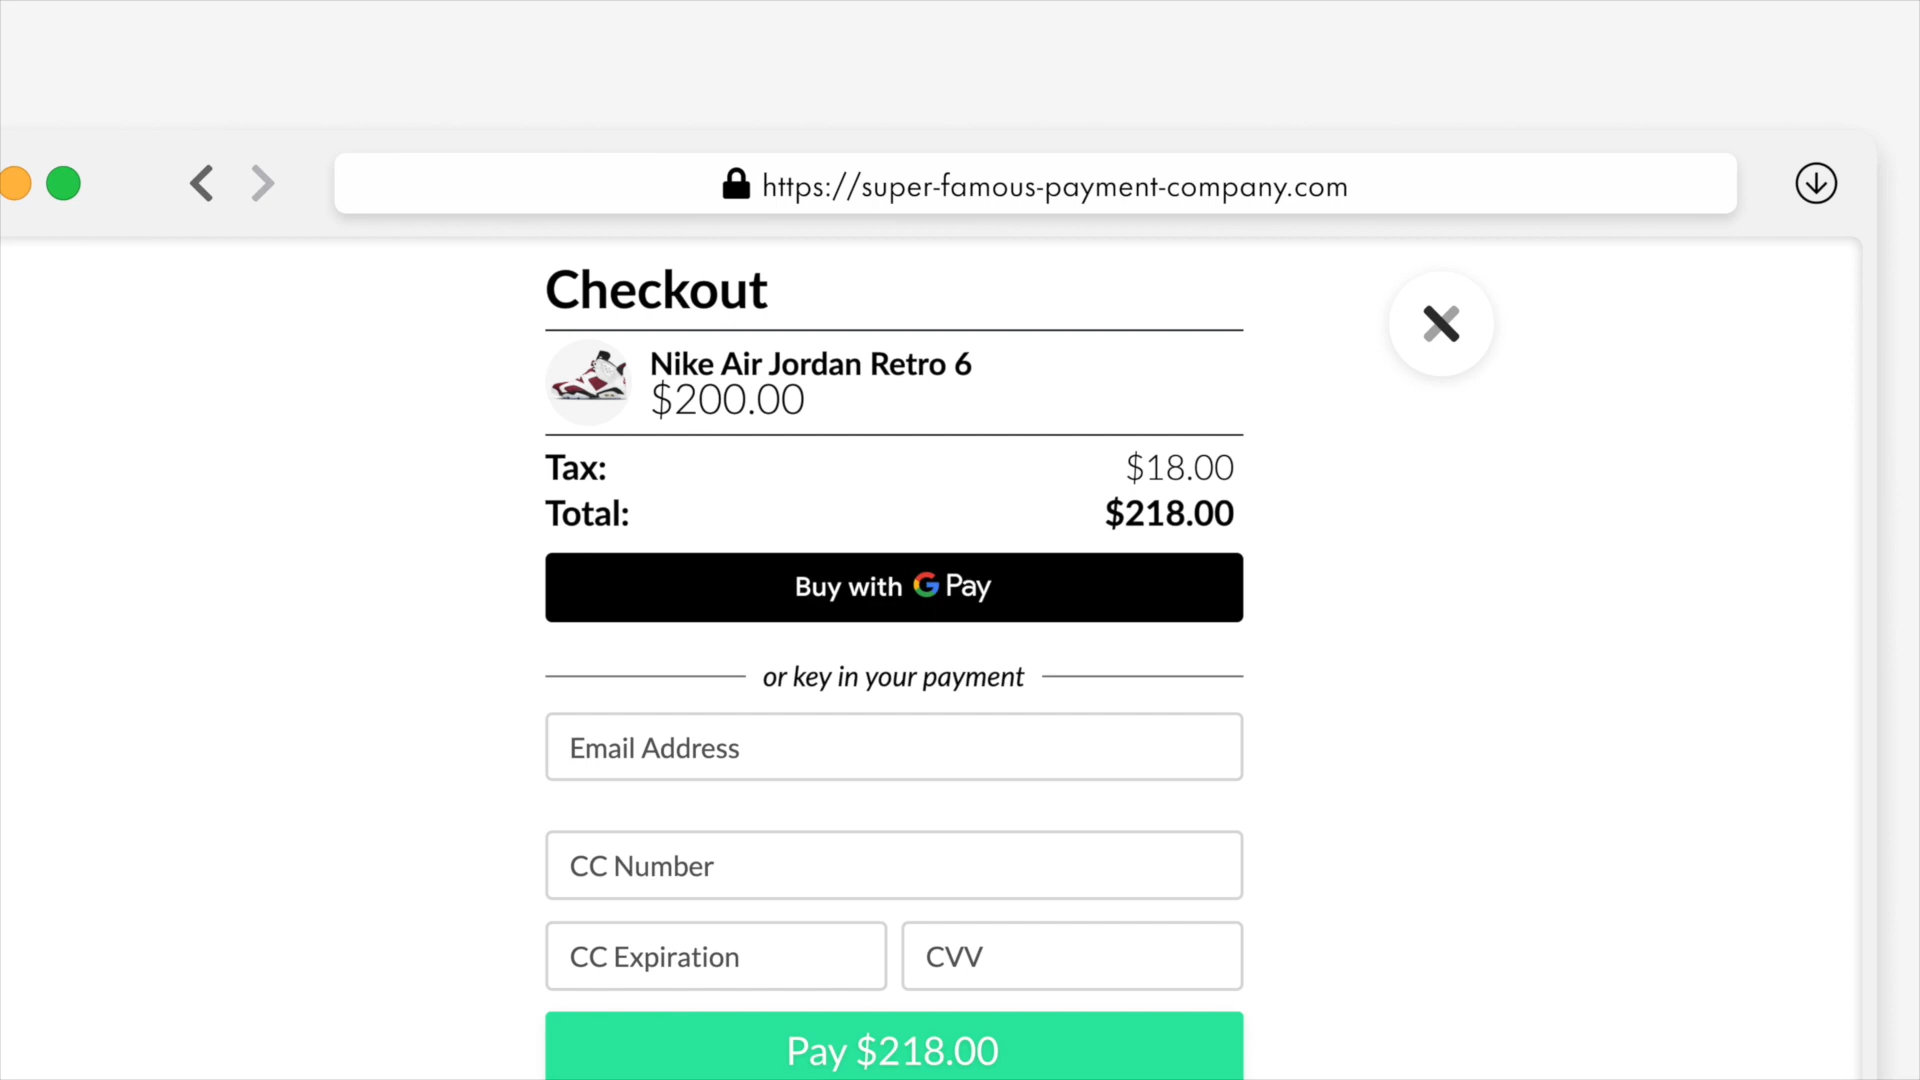 https://super-famous-payment-company.com
Checkout
Nike Air Jordan Retro 6
$200.00
Tax: $18.00
Total: $218.00
Buy with G Pay
or key in your payment
Email Address
CC Number
CC Expiration CVV
Pay $218.00